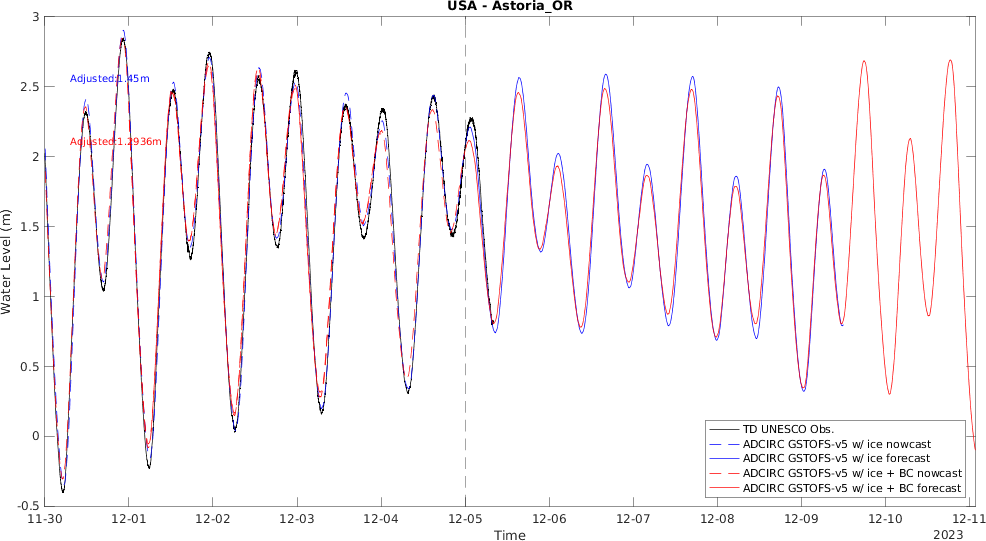 USA - Astoria_OR
3
2.5
2
1.5
1
0.5
0
-0.5
Water Level (m)
Adjusted:1.45m
Adjusted:1.2936m
TD UNESCO Obs.
ADCIRC GSTOFS-v5 w/ ice nowcast
ADCIRC GSTOFS-v5 w/ ice forecast
ADCIRC GSTOFS-v5 w/ ice + BC nowcast
ADCIRC GSTOFS-v5 w/ ice + BC forecast
11-30 12-01 12-02 12-03 12-04 12-05 12-06 12-07 12-08 12-09 12-10 12-11
Time
2023